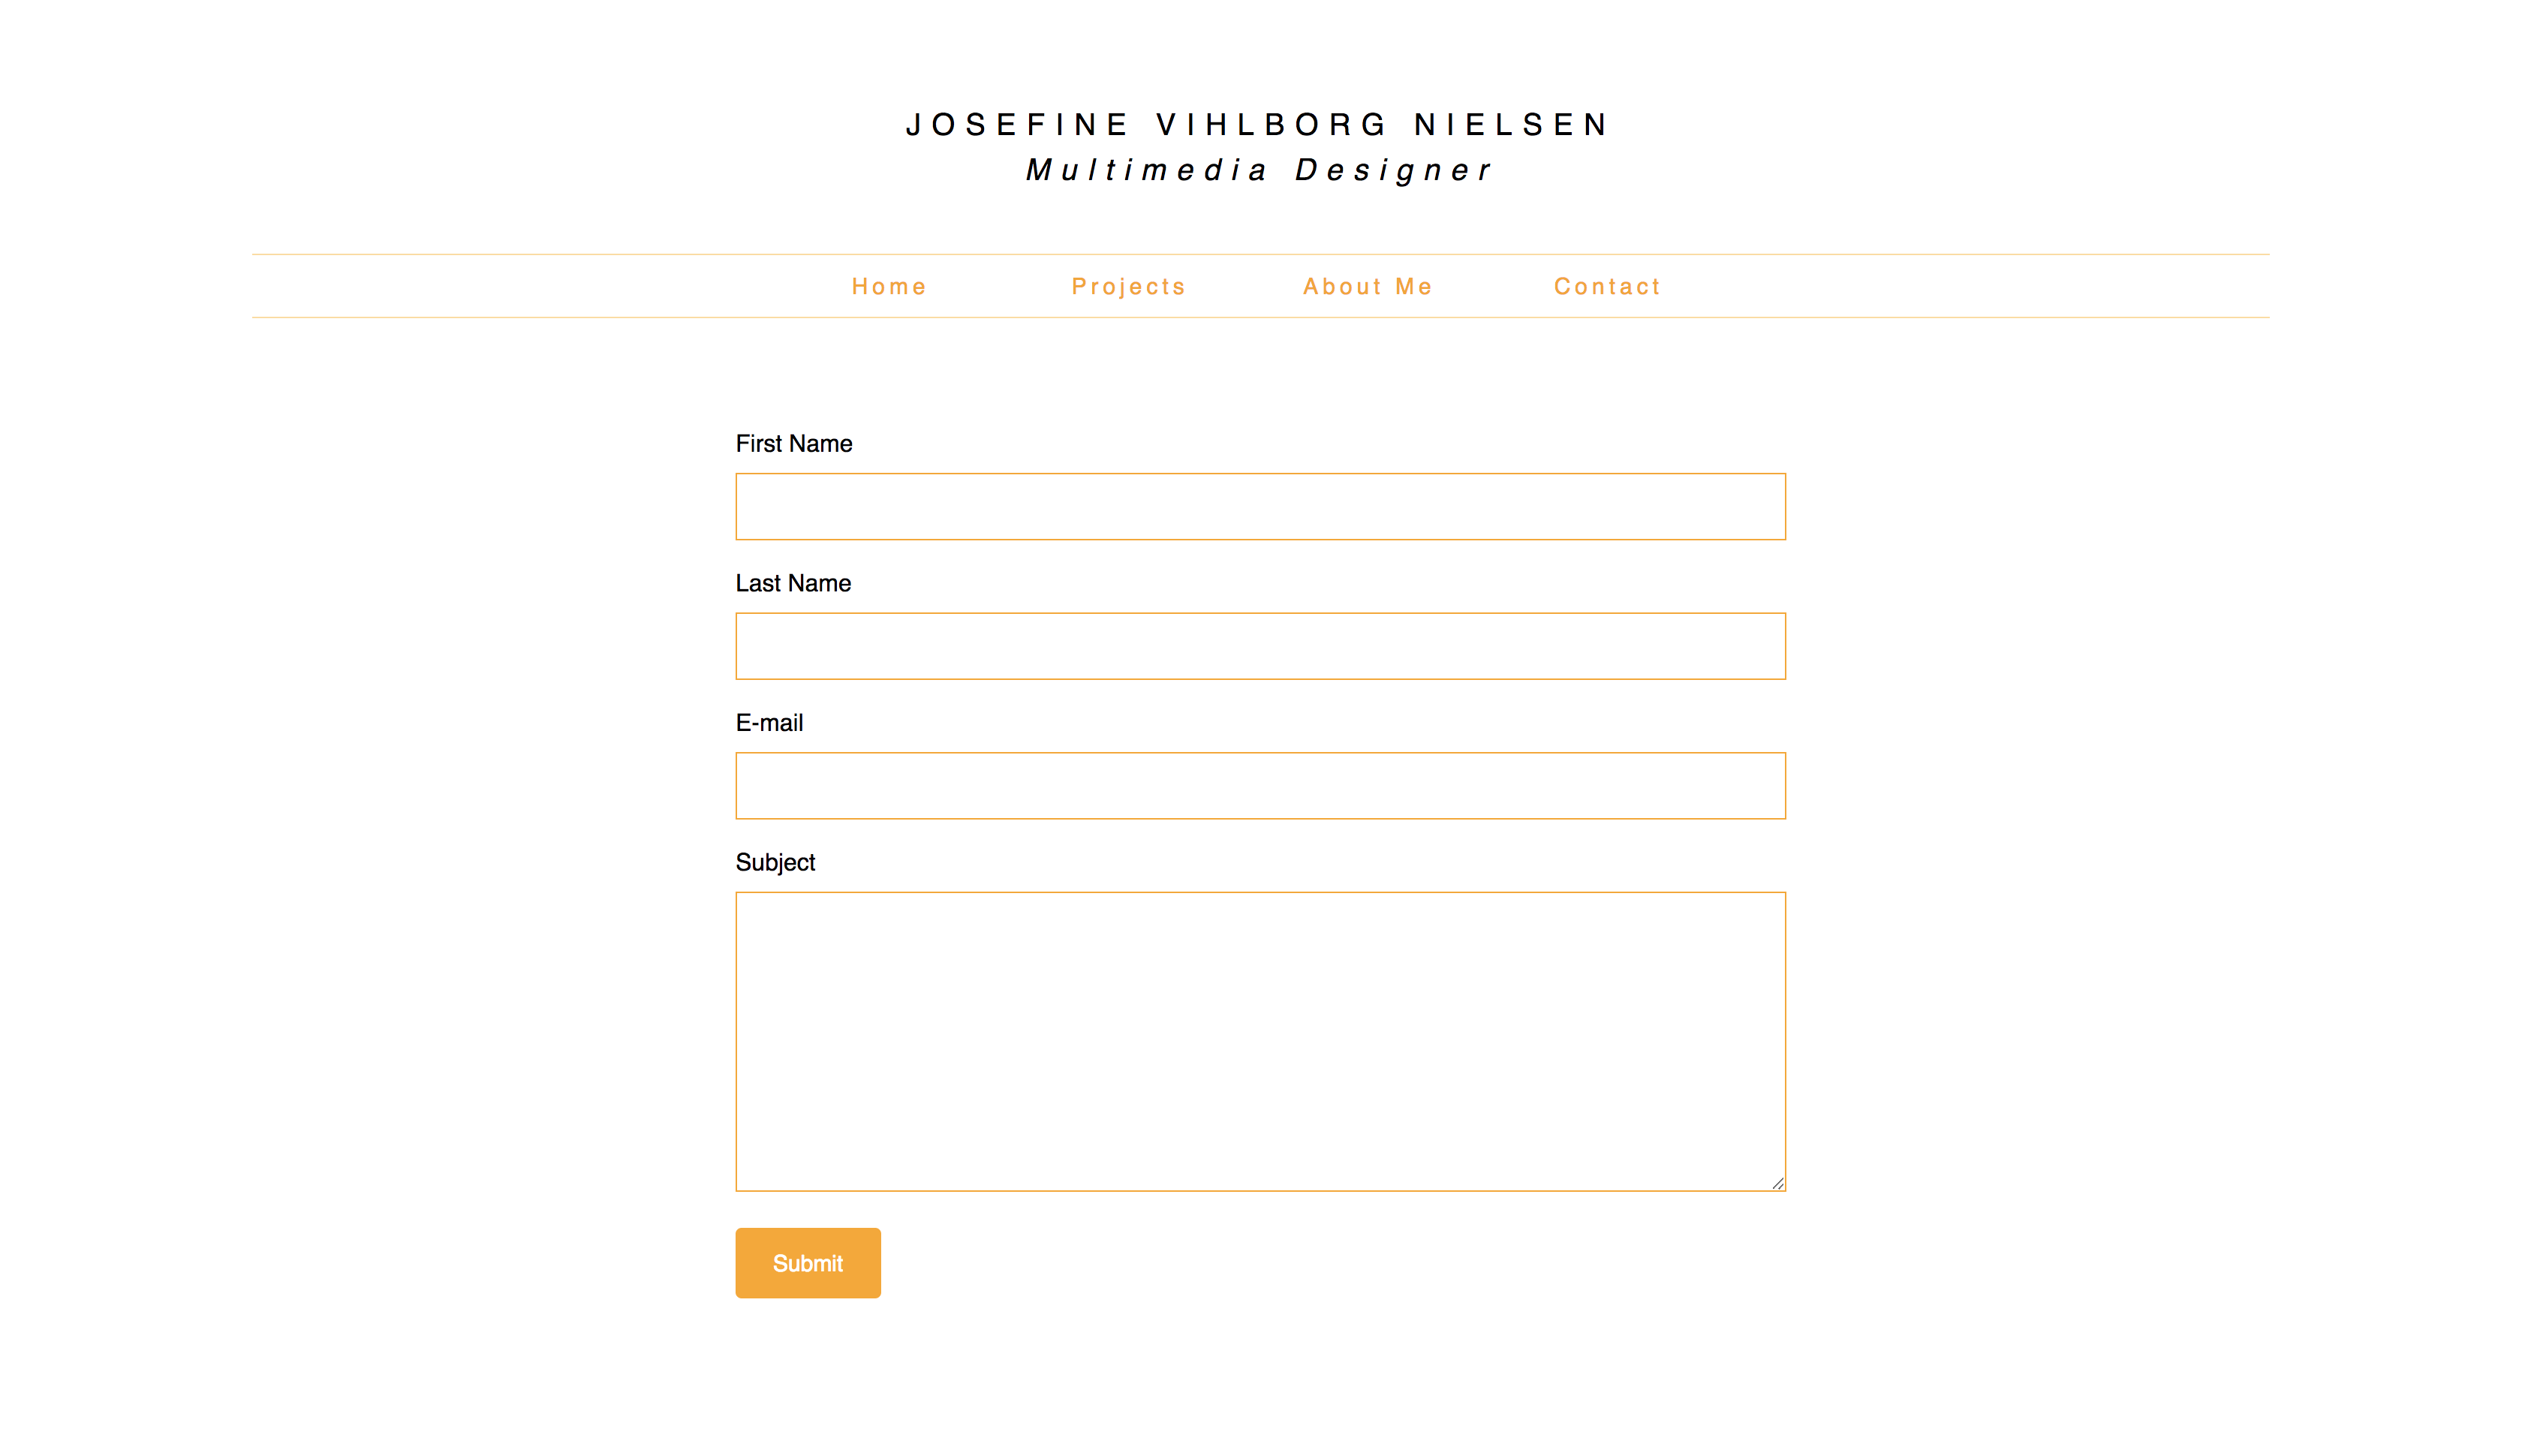 JOSEFINE VIHLBORG NIELSEN
Multimedia Designer
Home Projects About Me Contact
First Name
Last Name
E-mail
Subject
Submit